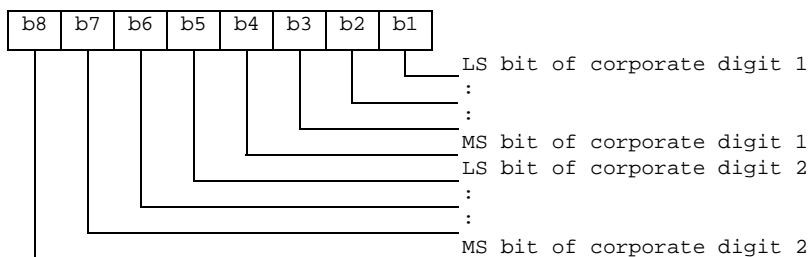 b8 b7 b6 b5 b4 b3 b2 b1
LS bit of corporate digit 1
:
:
MS bit of corporate digit 1
LS bit of corporate digit 2
:
:
MS bit of corporate digit 2